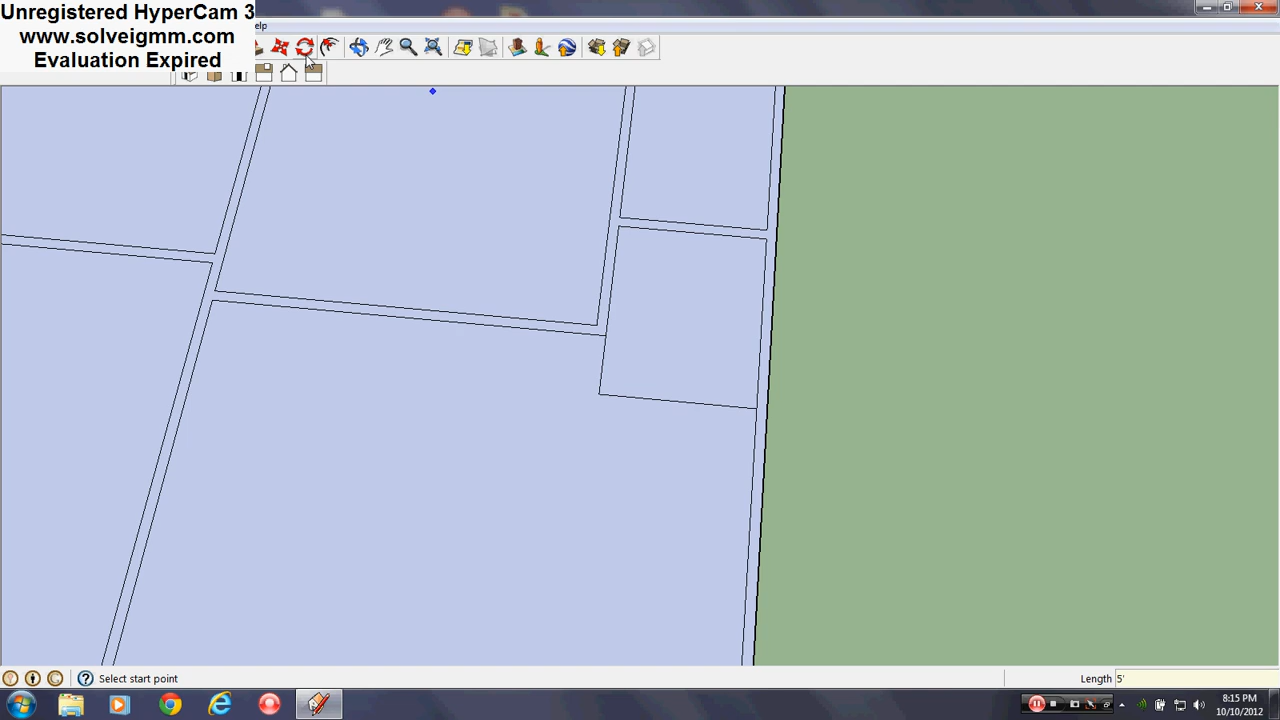 Unregistered HyperCam 3
www.solveigmm.com
Evaluation Expired
elp
Select start point
Length 5'
8:15 PM
10/10/2012